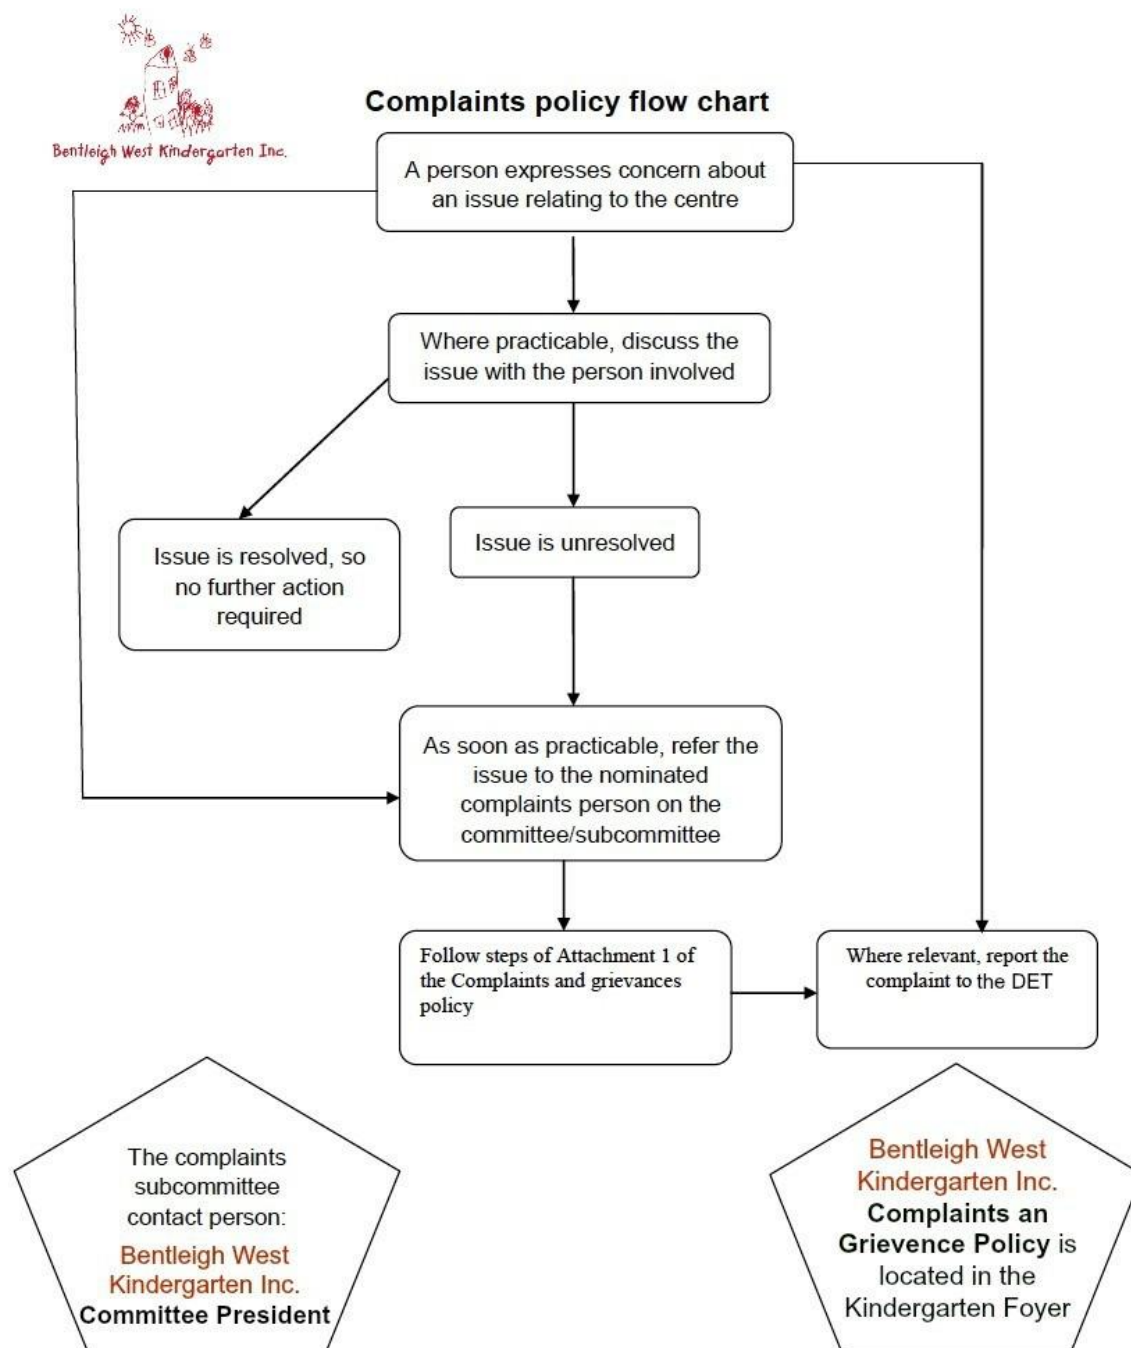 Bentleigh West Kindergarten Inc.
Complaints policy flow chart
A person expresses concern about
an issue relating to the centre
Where practicable, discuss the
issue with the person involved
Issue is resolved, so
no further action
required
Issue is unresolved
As soon as practicable, refer the
issue to the nominated
complaints person on the
committee/subcommittee
Follow steps of Attachment 1 of
the Complaints and grievances
policy
Where relevant, report the
complaint to the DET
The complaints
subcommittee
contact person:
Bentleigh West
Kindergarten Inc.
Committee President
Bentleigh West
Kindergarten Inc.
Complaints an
Grievence Policy is
located in the
Kindergarten Foyer